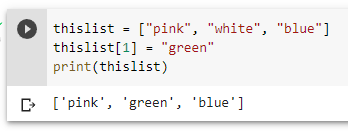 thislist = ["pink", "white", "blue"]
thislist[1] = "green"
print(thislist)
['pink', 'green', 'blue']